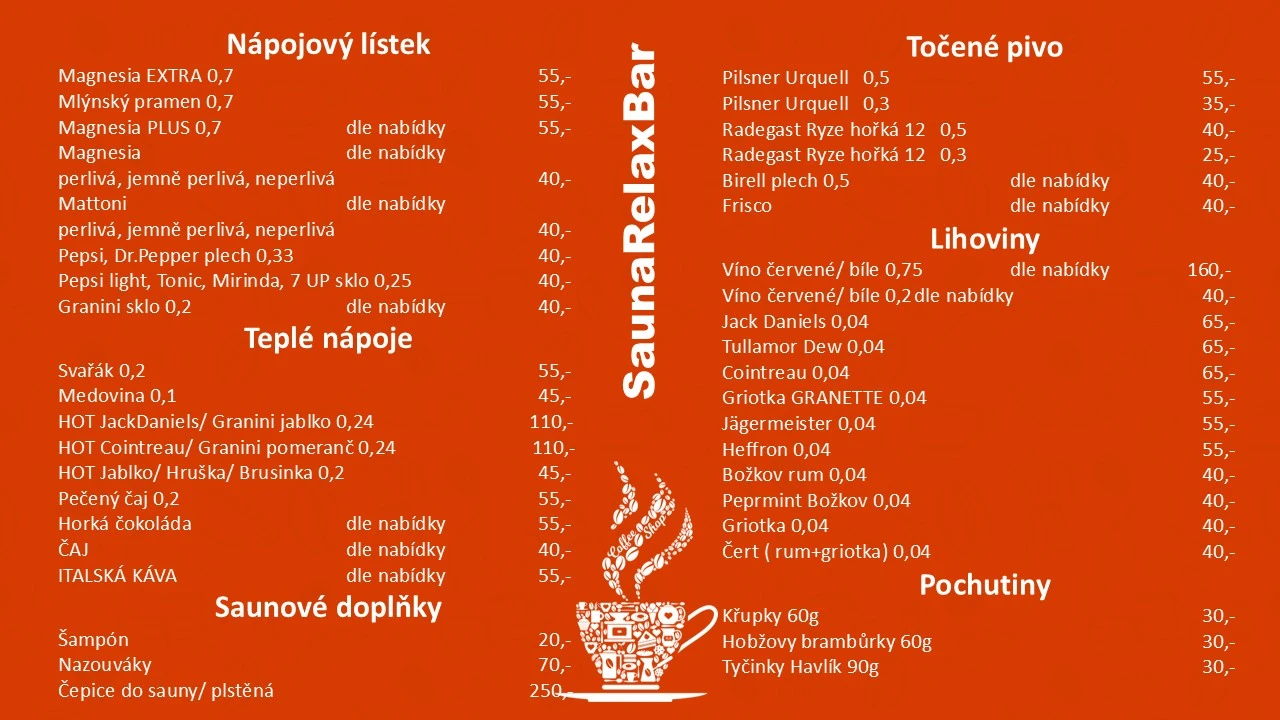 Nápojový lístek
Magnesia EXTRA 0,7 55,-
Mlýnský pramen 0,7 55,-
Magnesia PLUS 0,7 dle nabídky 55,-
Magnesia dle nabídky
perlivá, jemně perlivá, neperlivá 40,-
Mattoni dle nabídky
perlivá, jemně perlivá, neperlivá 40,-
Pepsi, Dr.Pepper plech 0,33 40,-
Pepsi light, Tonic, Mirinda, 7 UP sklo 0,25 40,-
Granini sklo 0,2 dle nabídky 40,-
Teplé nápoje
Svařák 0,2 55,-
Medovina 0,1 45,-
HOT JackDaniels/ Granini jablko 0,24 110,-
HOT Cointreau/ Granini pomeranč 0,24 110,-
HOT Jablko/ Hruška/ Brusinka 0,2 45,-
Pečený čaj 0,2 55,-
Horká čokoláda dle nabídky 55,-
ČAJ dle nabídky 40,-
ITALSKÁ KÁVA dle nabídky 55,-
Saunové doplňky
Šampón 20,-
Nazouváky 70,-
Čepice do sauny/ plstěná 250,-
SaunaRelaxBar
Coffee Shop
Točené pivo
Pilsner Urquell 0,5 55,-
Pilsner Urquell 0,3 35,-
Radegast Ryze hořká 12 0,5 40,-
Radegast Ryze hořká 12 0,3 25,-
Birell plech 0,5 dle nabídky 40,-
Frisco dle nabídky 40,-
Lihoviny
Víno červené/ bíle 0,75 dle nabídky 160,-
Víno červené/ bíle 0,2 dle nabídky 40,-
Jack Daniels 0,04 65,-
Tullamor Dew 0,04 65,-
Cointreau 0,04 65,-
Griotka GRANETTE 0,04 55,-
Jägermeister 0,04 55,-
Heffron 0,04 55,-
Božkov rum 0,04 40,-
Peprmint Božkov 0,04 40,-
Griotka 0,04 40,-
Čert ( rum+griotka) 0,04 40,-
Pochutiny
Křupky 60g 30,-
Hobžovy brambůrky 60g 30,-
Tyčinky Havlík 90g 30,-